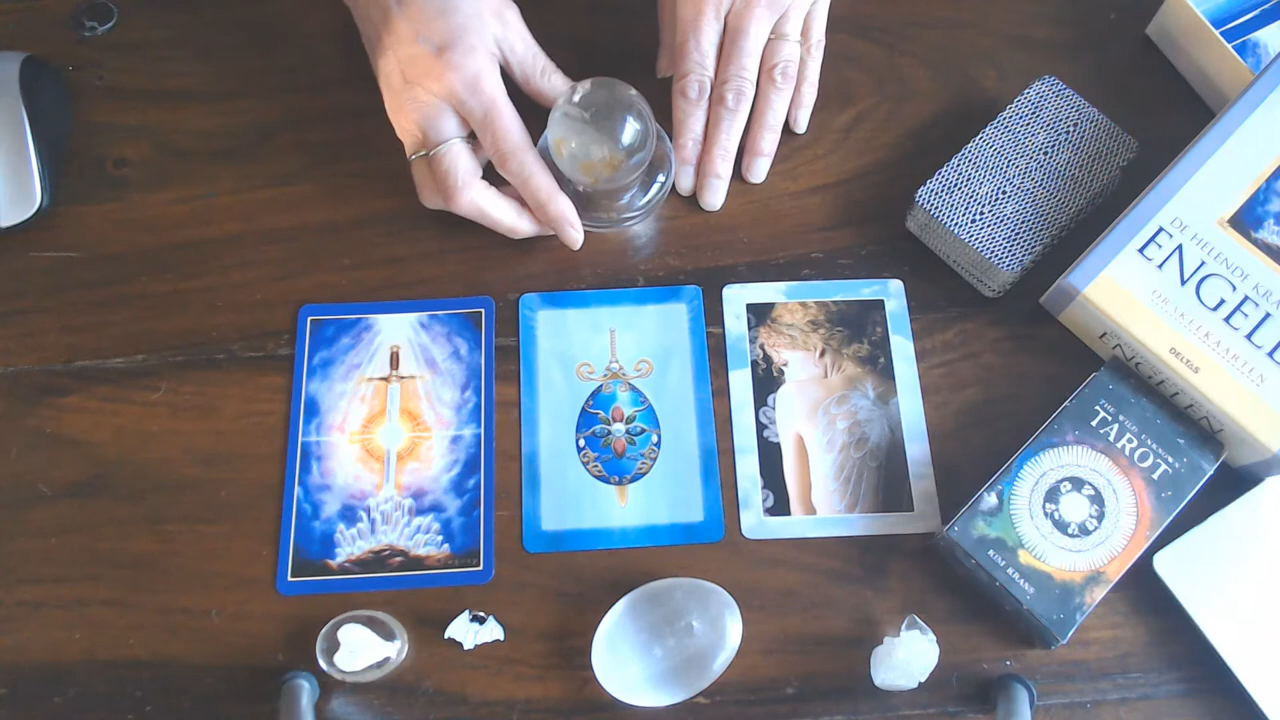 DE HELENDE KRA
ENGEL
ORAKELKAARTEN
DELTAS
ENGELEN
THE WILD UNKNOWN
TAROT
KIM KRANS